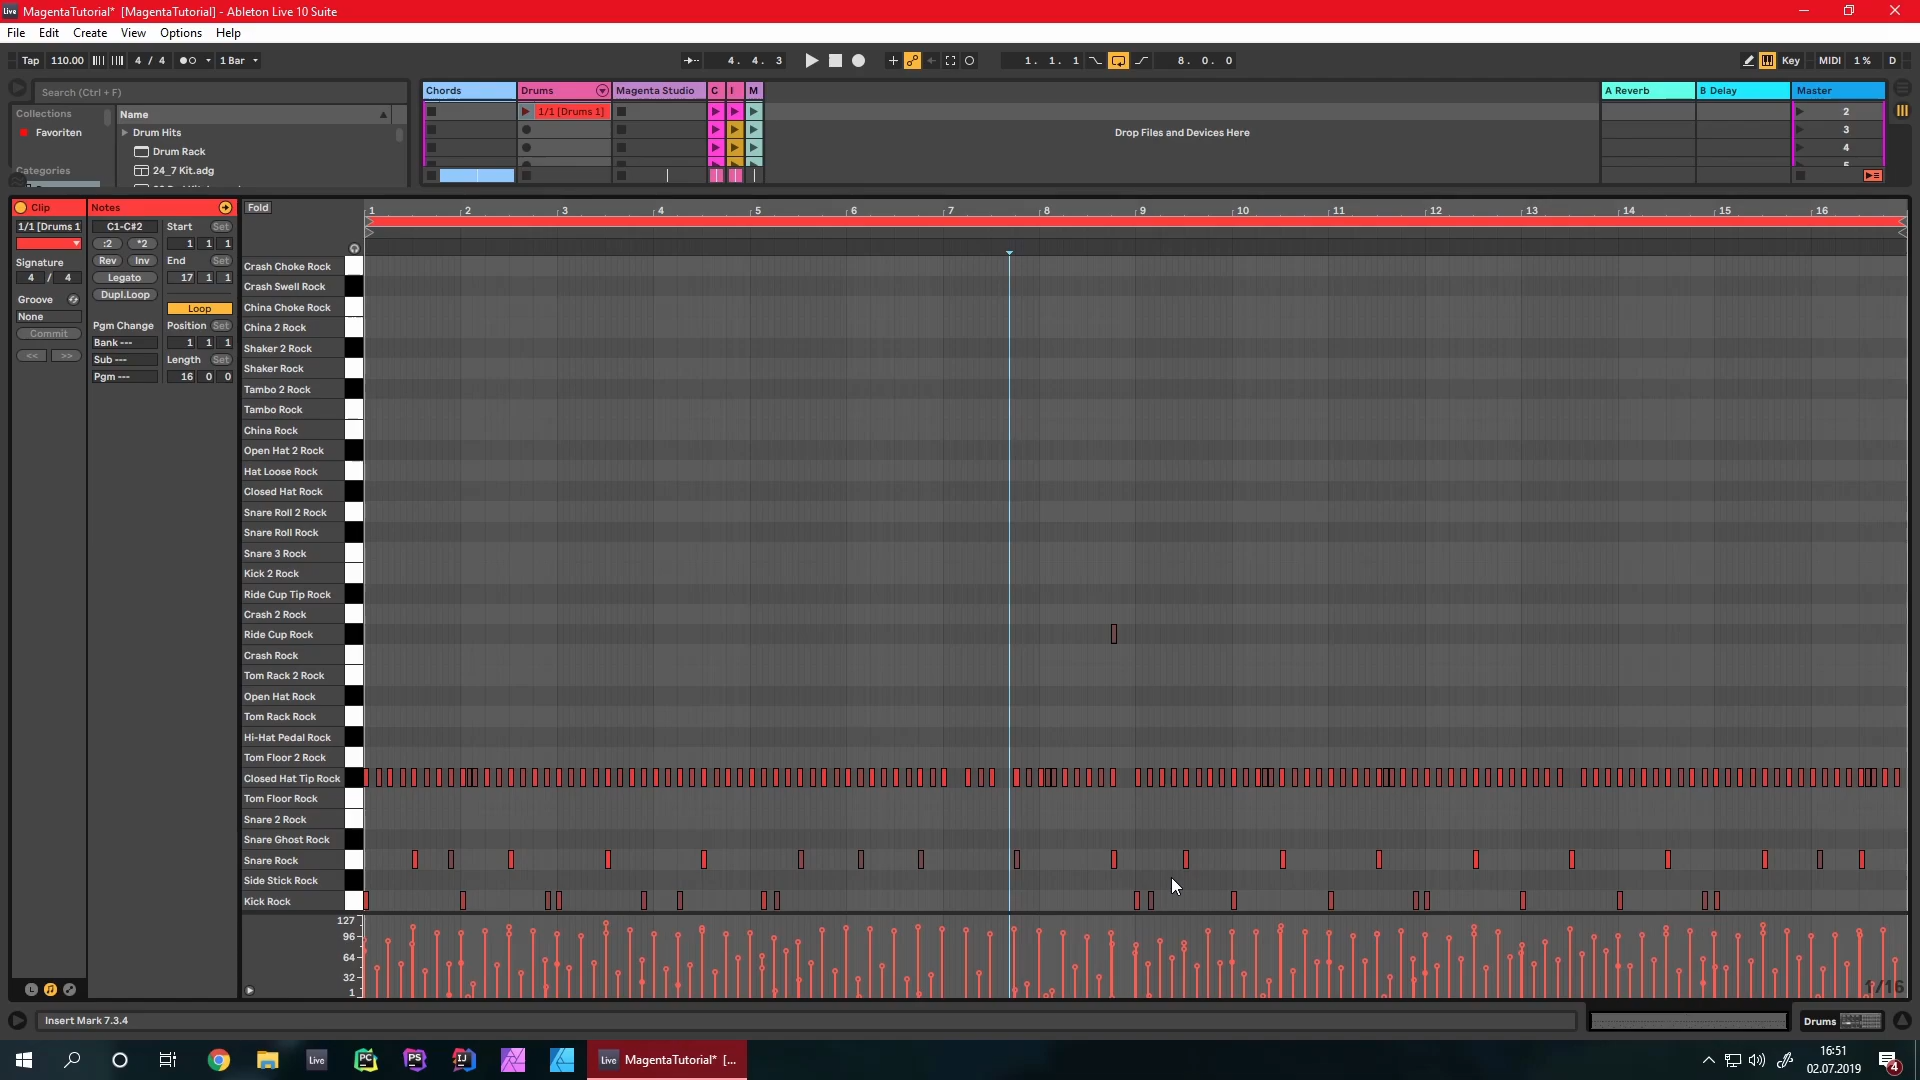 MagentaTutorial* [MagentaTutorial] - Ableton Live 10 Suite
File Edit Create View Options Help
Tap 110.00 4 / 4 1 Bar 4. 4. 3 1. 1. 1 8. 0. 0 Key MIDI 1 % D
Search (Ctrl + F)
Collections
Favoriten
Categories
Name
Drum Hits
Drum Rack
24_7 Kit.adg
Chords Drums Magenta Studio C I M
1/1 [Drums 1]
Drop Files and Devices Here
A Reverb B Delay Master
2
3
4
Clip
1/1 [Drums 1
Signature
4 / 4
Groove
None
Commit
<< >>
Notes
C1-C#2
:2 *2
Rev Inv
Legato
Dupl.Loop
Pgm Change
Bank ---
Sub ---
Pgm ---
Start Set
1 1 1
End Set
17 1 1
Loop
Position Set
1 1 1
Length Set
16 0 0
Fold
1 2 3 4 5 6 7 8 9 10 11 12 13 14 15 16
Crash Choke Rock
Crash Swell Rock
China Choke Rock
China 2 Rock
Shaker 2 Rock
Shaker Rock
Tambo 2 Rock
Tambo Rock
China Rock
Open Hat 2 Rock
Hat Loose Rock
Closed Hat Rock
Snare Roll 2 Rock
Snare Roll Rock
Snare 3 Rock
Kick 2 Rock
Ride Cup Tip Rock
Crash 2 Rock
Ride Cup Rock
Crash Rock
Tom Rack 2 Rock
Open Hat Rock
Tom Rack Rock
Hi-Hat Pedal Rock
Tom Floor 2 Rock
Closed Hat Tip Rock
Tom Floor Rock
Snare 2 Rock
Snare Ghost Rock
Snare Rock
Side Stick Rock
Kick Rock
127
96
64
32
1
1/16
Insert Mark 7.3.4
Drums
Live MagentaTutorial* [...
16:51
02.07.2019
4